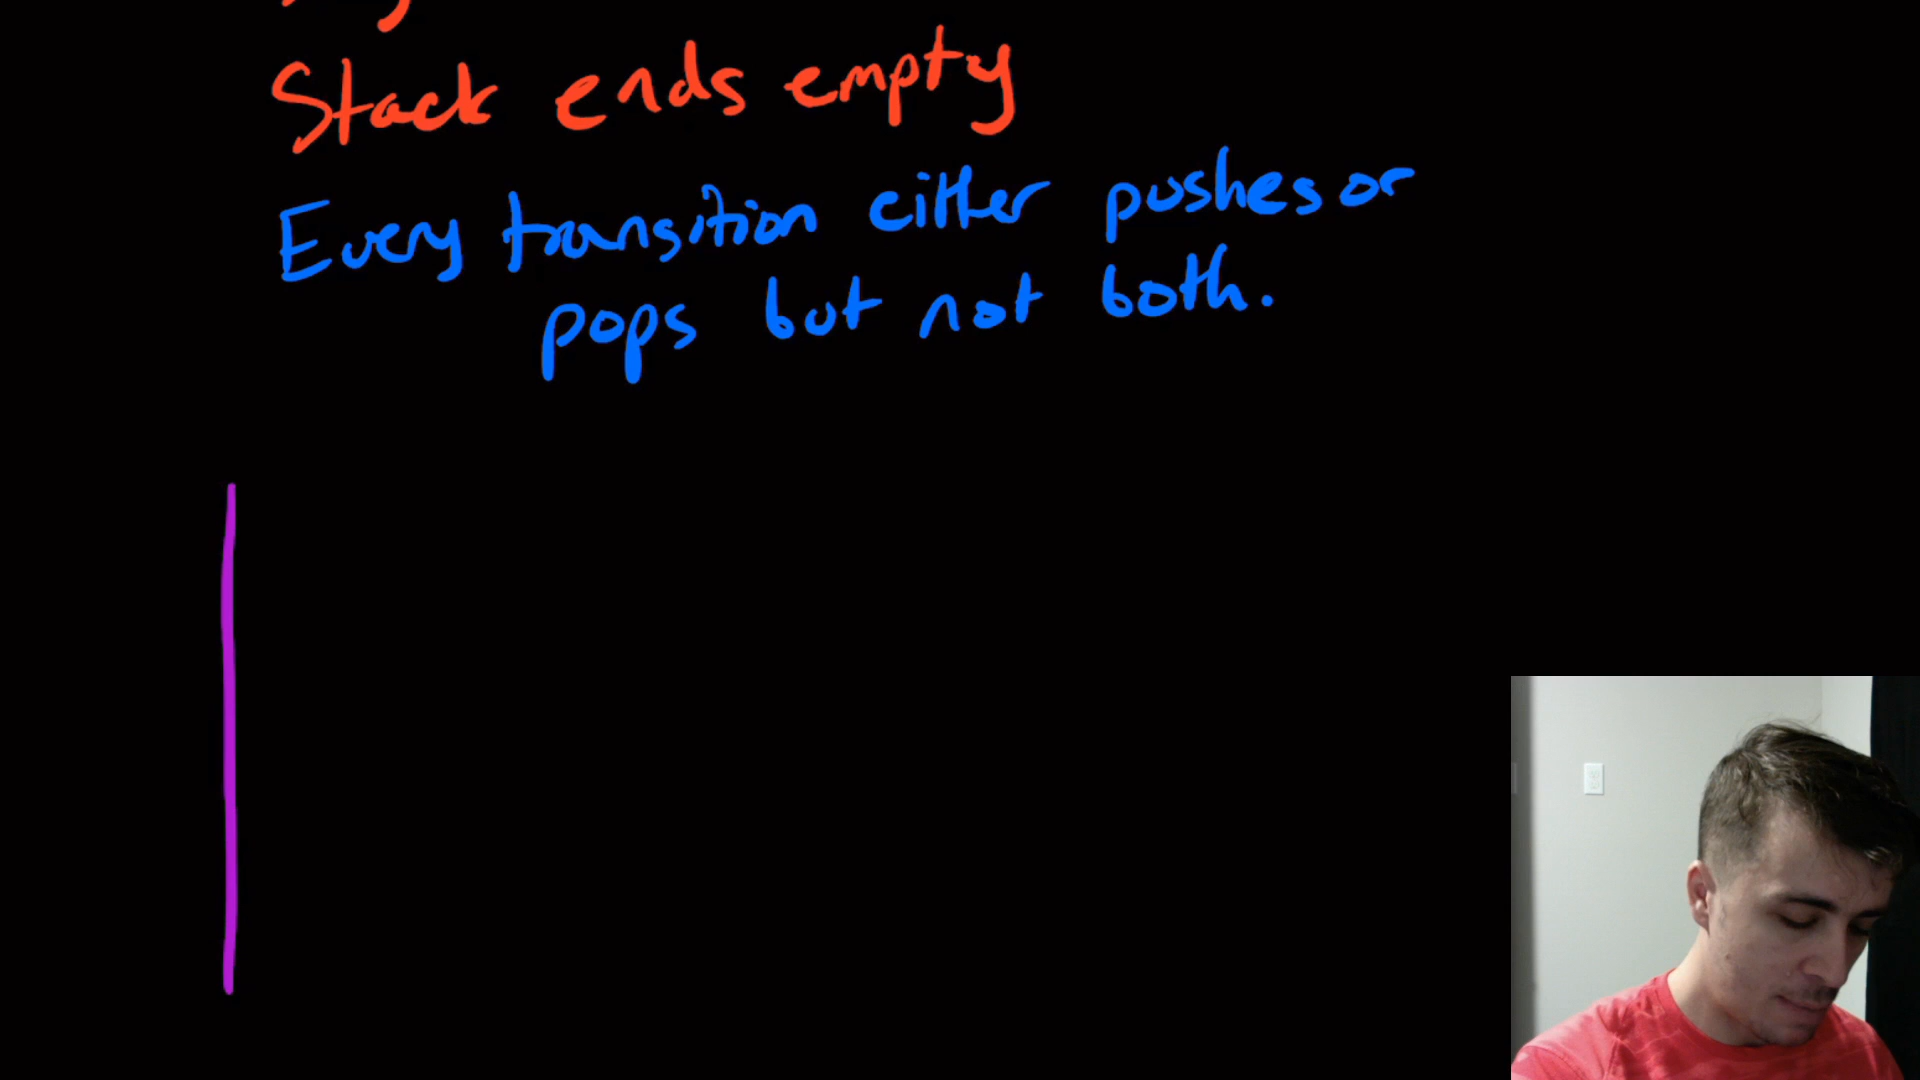 Stack ends empty
Every transition either pushes or
pops but not both.